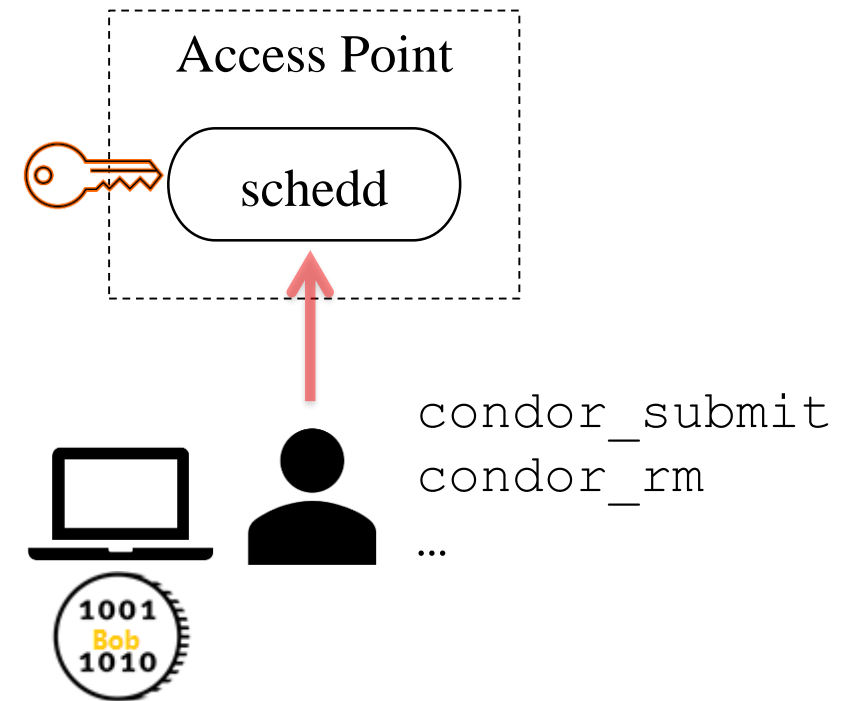 Access Point
schedd
condor_submit
condor_rm
...
1001
Bob
1010